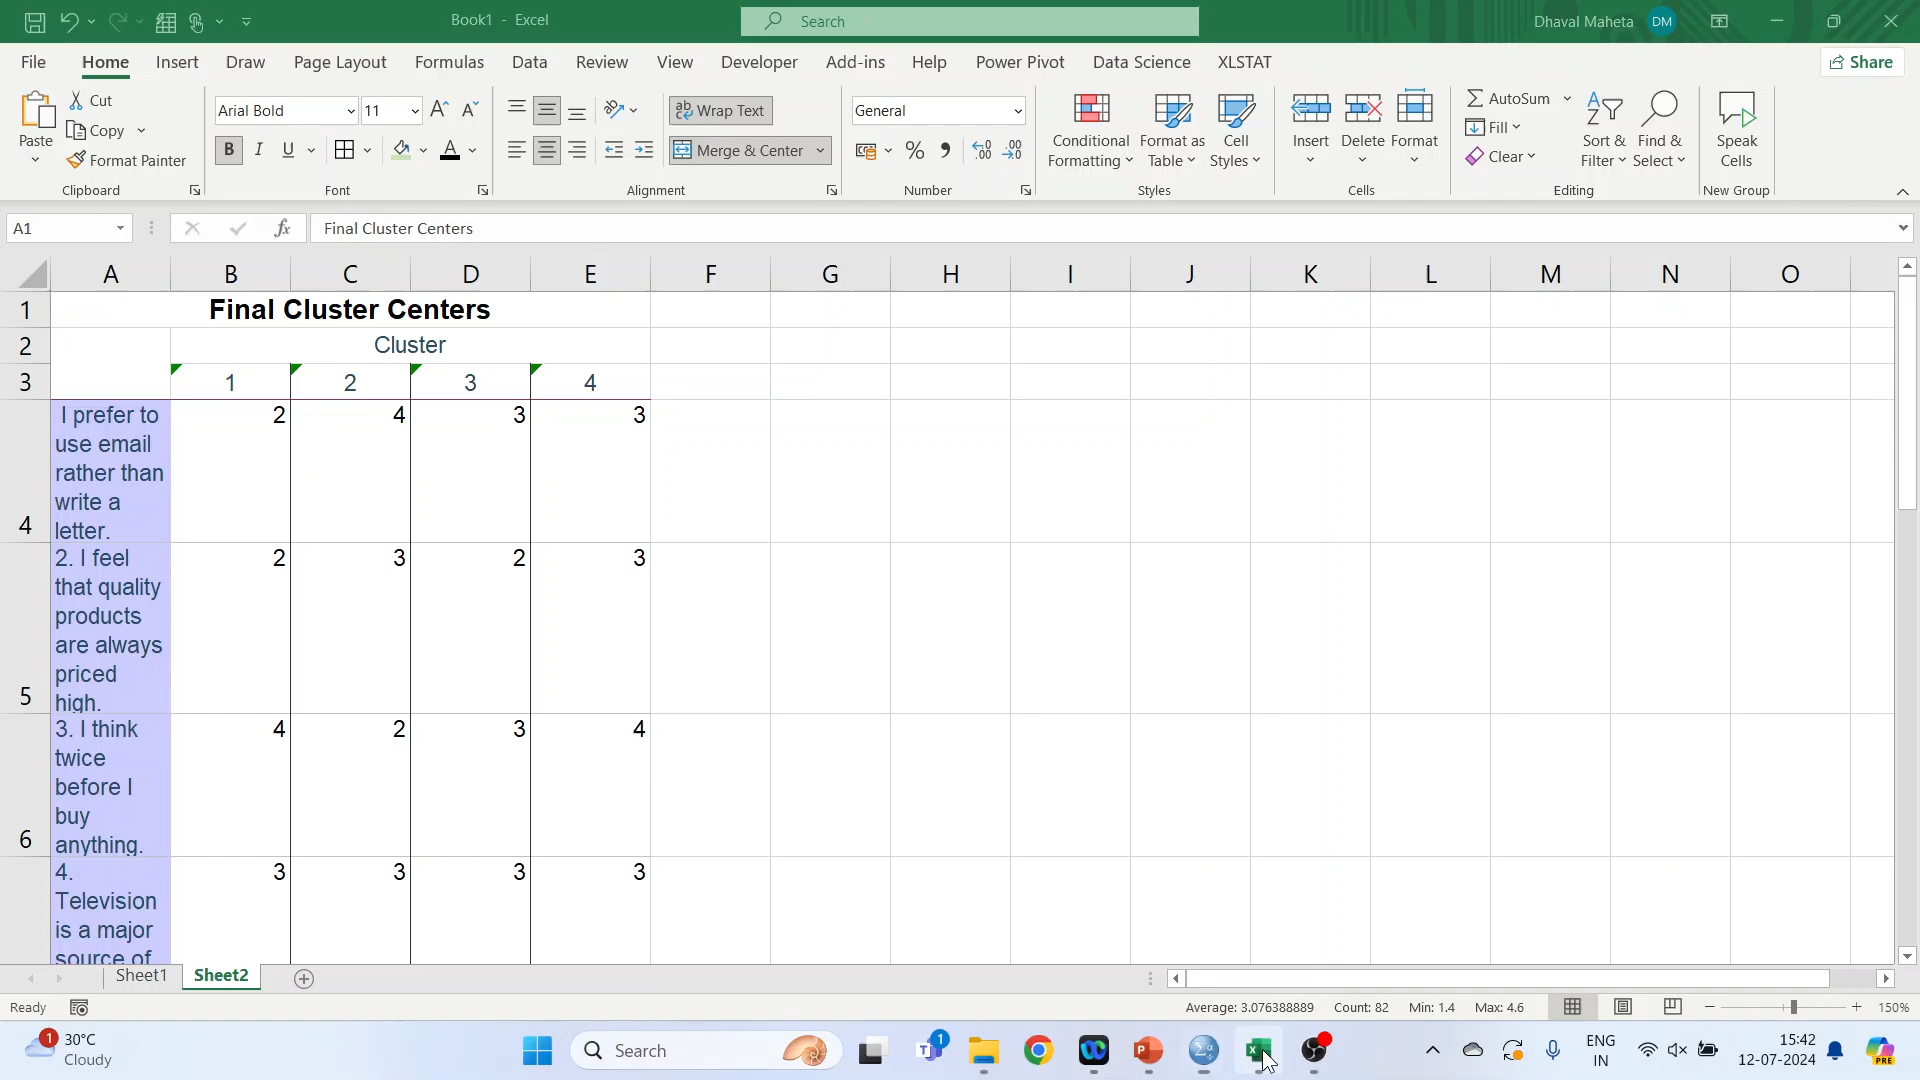 Book1 - Excel
Search
Dhaval Maheta DM
File Home Insert Draw Page Layout Formulas Data Review View Developer Add-ins Help Power Pivot Data Science XLSTAT Share
Paste
Cut
Copy
Format Painter
Clipboard
Arial Bold 11
B I U
Font
ab Wrap Text
Merge & Center
Alignment
General
% ,
Number
Conditional Formatting
Format as Table
Cell Styles
Styles
Insert Delete Format
Cells
AutoSum
Fill
Clear
Sort & Filter
Find & Select
Editing
Speak Cells
New Group
A1 fx Final Cluster Centers
A B C D E F G H I J K L M N O
1 Final Cluster Centers
2 Cluster
3 1 2 3 4
4 I prefer to use email rather than write a letter. 2 4 3 3
5 2. I feel that quality products are always priced high. 2 3 2 3
6 3. I think twice before I buy anything. 4 2 3 4
4. Television is a major source of 3 3 3 3
Sheet1 Sheet2
Ready Average: 3.076388889 Count: 82 Min: 1.4 Max: 4.6 150%
1 30°C
Cloudy
Search
1
ENG
IN
15:42
12-07-2024
PRE